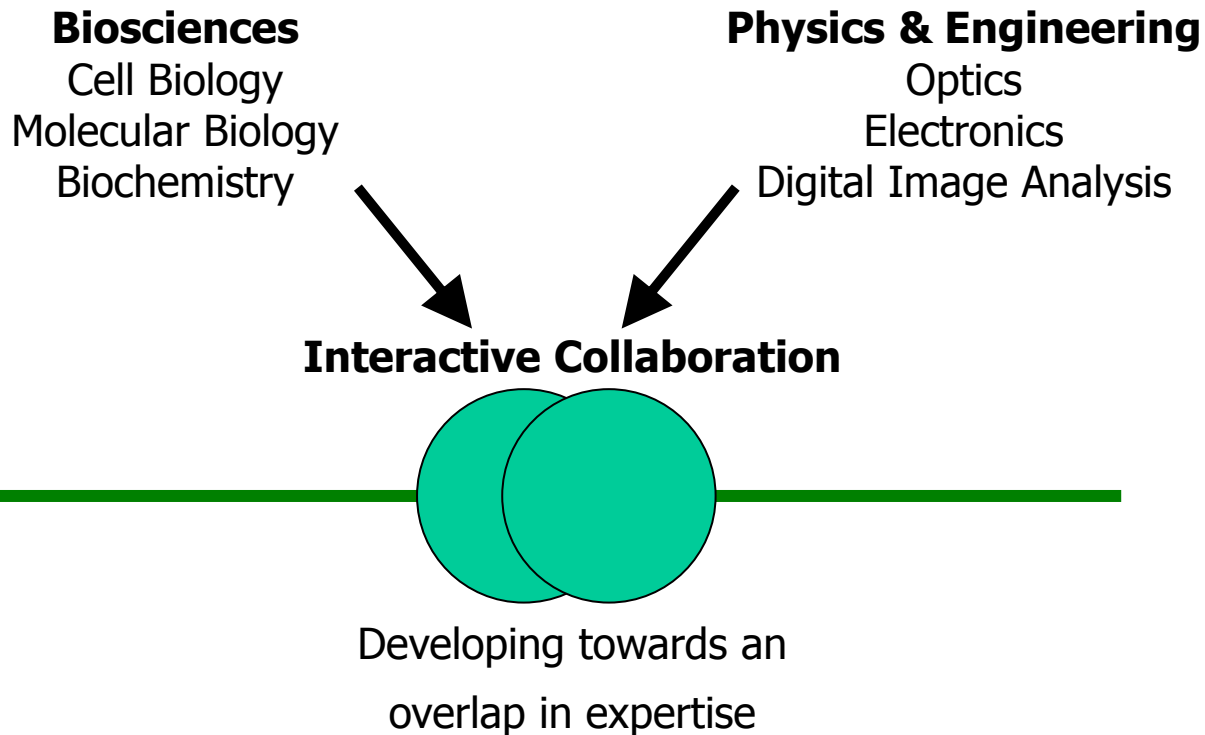 Biosciences
Cell Biology
Molecular Biology
Biochemistry
Physics & Engineering
Optics
Electronics
Digital Image Analysis
Interactive Collaboration
Developing towards an
overlap in expertise